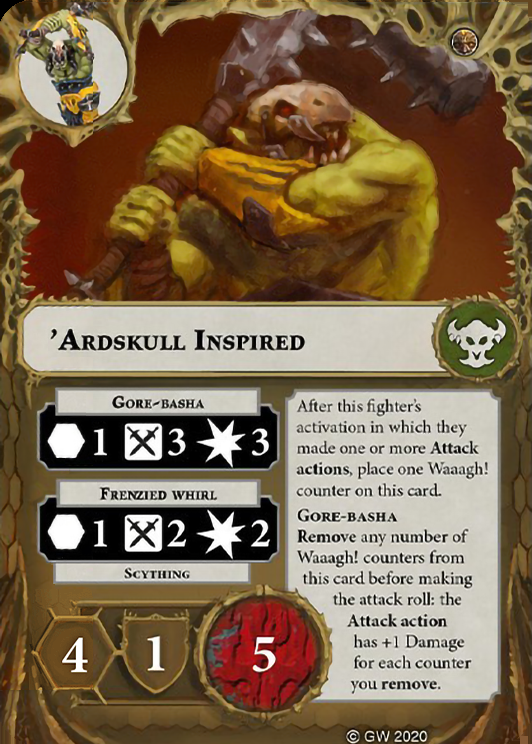 ’Ardskull Inspired
Gore-basha
1 3 3
Frenzied whirl
1 2 2
Scything
4 1 5
After this fighter’s
activation in which they
made one or more Attack
actions, place one Waaagh!
counter on this card.
Gore-basha
Remove any number of
Waaagh! counters from
this card before making
the attack roll: the
Attack action
has +1 Damage
for each counter
you remove.
© GW 2020